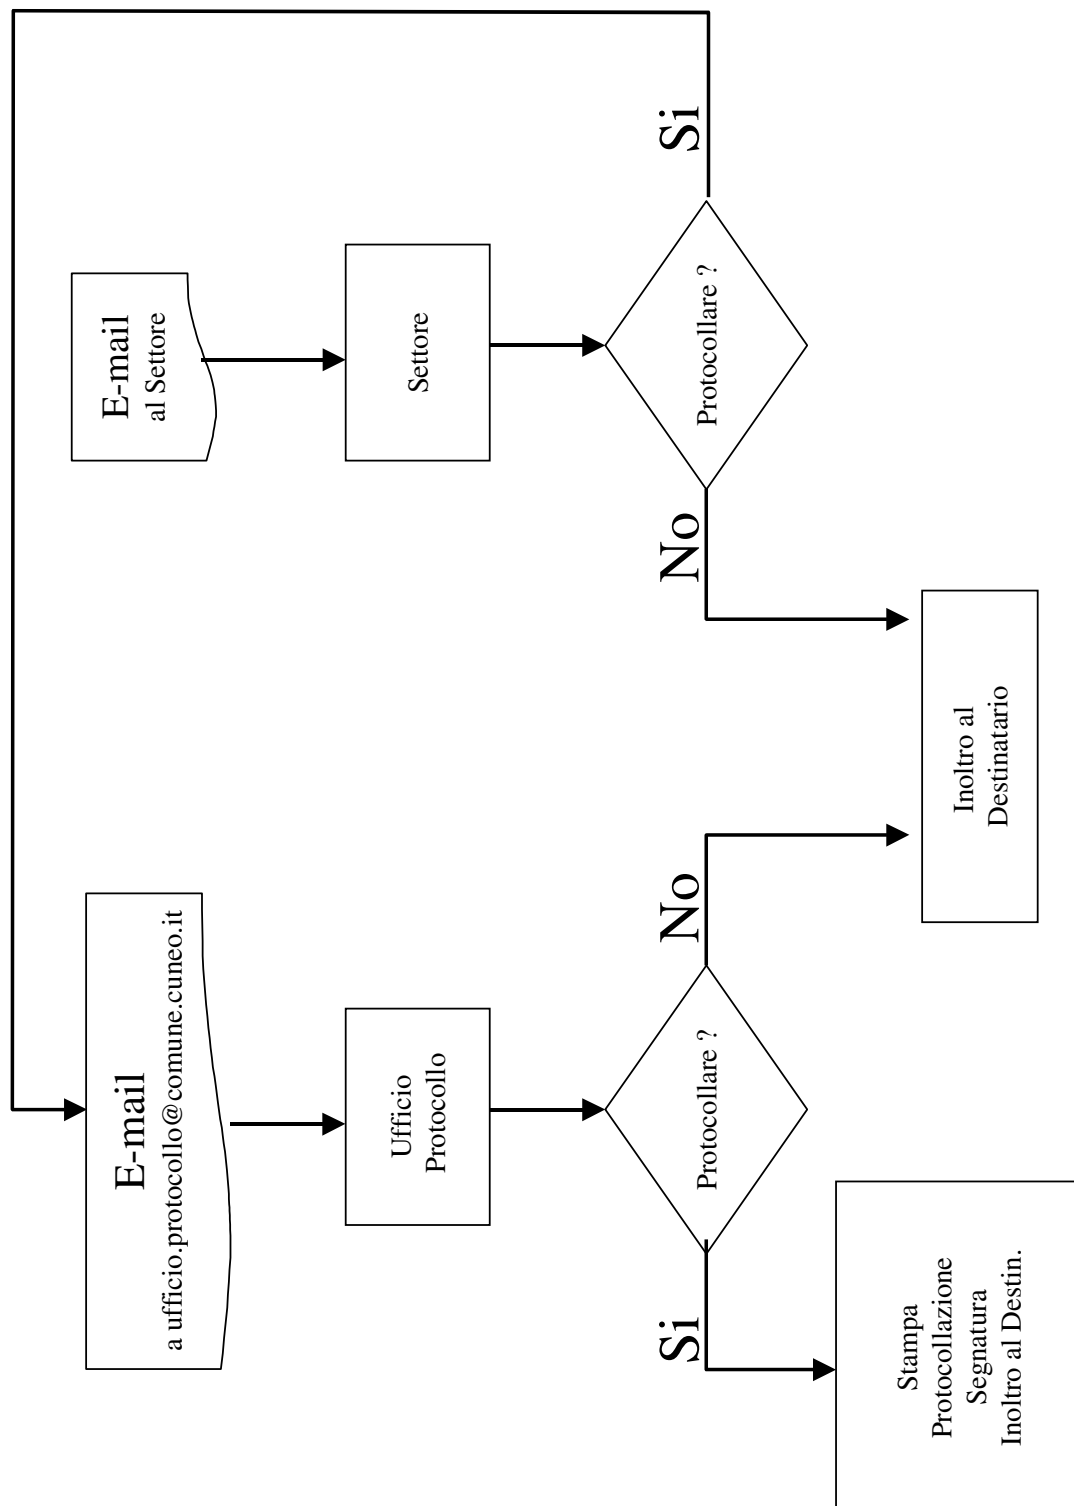 E-mail
a ufficio.protocollo@comune.cuneo.it
E-mail
al Settore
Ufficio
Protocollo
Settore
Protocollare ?
Protocollare ?
Si
No
No
Si
Stampa
Protocollazione
Segnatura
Inoltro al Destin.
Inoltro al
Destinatario